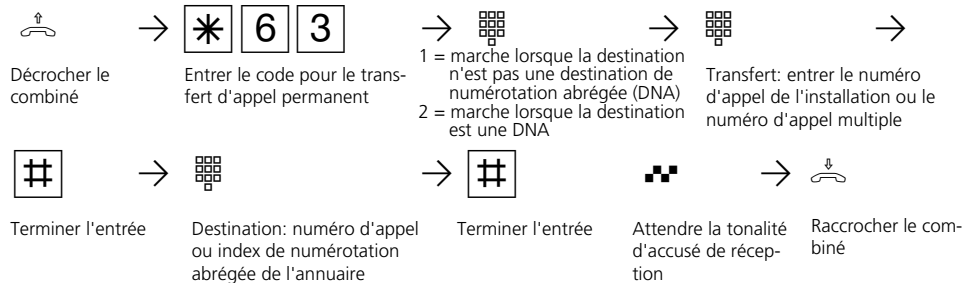 * 6 3
Décrocher le
combiné
Entrer le code pour le trans-
fert d'appel permanent
1 = marche lorsque la destination
n'est pas une destination de
numérotation abrégée (DNA)
2 = marche lorsque la destination
est une DNA
Transfert: entrer le numéro
d'appel de l'installation ou le
numéro d'appel multiple
#
#
Terminer l'entrée
Destination: numéro d'appel
ou index de numérotation
abrégée de l'annuaire
Terminer l'entrée
Attendre la tonalité
d'accusé de récep-
tion
Raccrocher le com-
biné